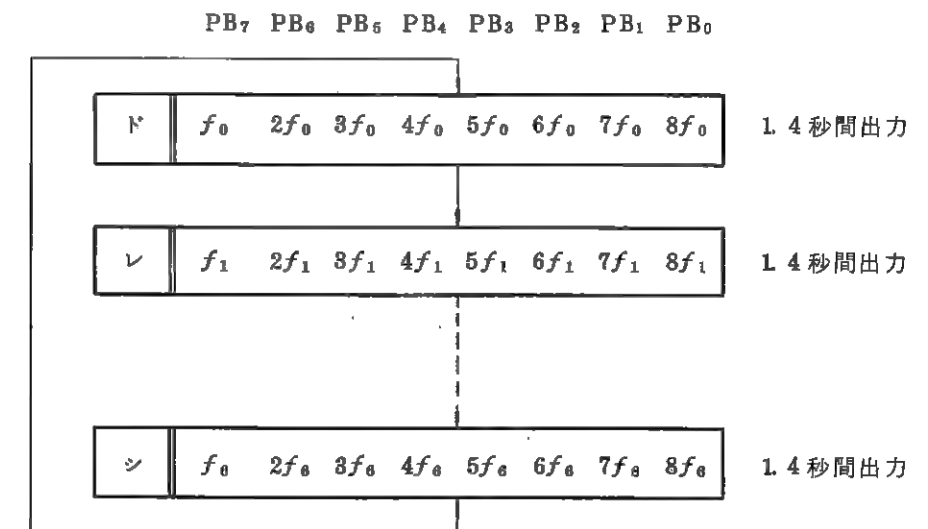 PB₇ PB₆ PB₅ PB₄ PB₃ PB₂ PB₁ PB₀
ド f₀ 2f₀ 3f₀ 4f₀ 5f₀ 6f₀ 7f₀ 8f₀ 1.4秒間出力
レ f₁ 2f₁ 3f₁ 4f₁ 5f₁ 6f₁ 7f₁ 8f₁ 1.4秒間出力
シ f₆ 2f₆ 3f₆ 4f₆ 5f₆ 6f₆ 7f₆ 8f₆ 1.4秒間出力